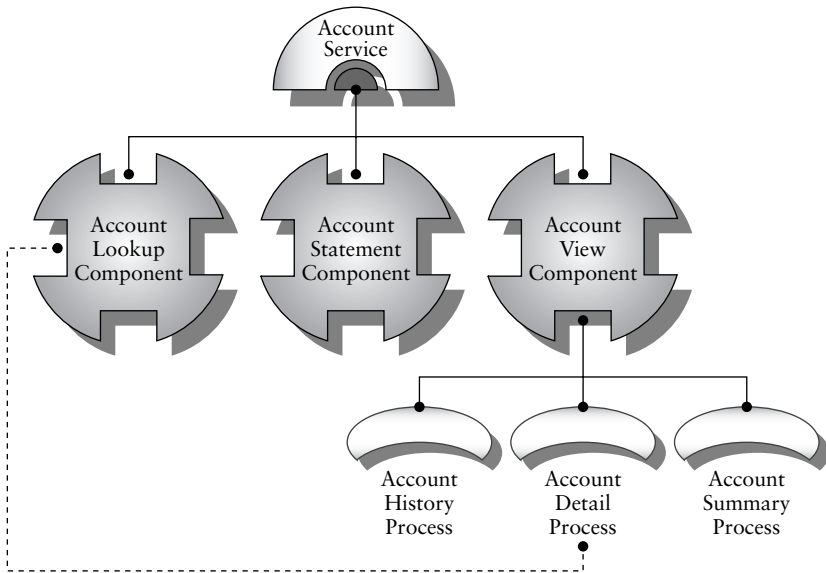 Account
Service
Account
Lookup
Component
Account
Statement
Component
Account
View
Component
Account
History
Process
Account
Detail
Process
Account
Summary
Process